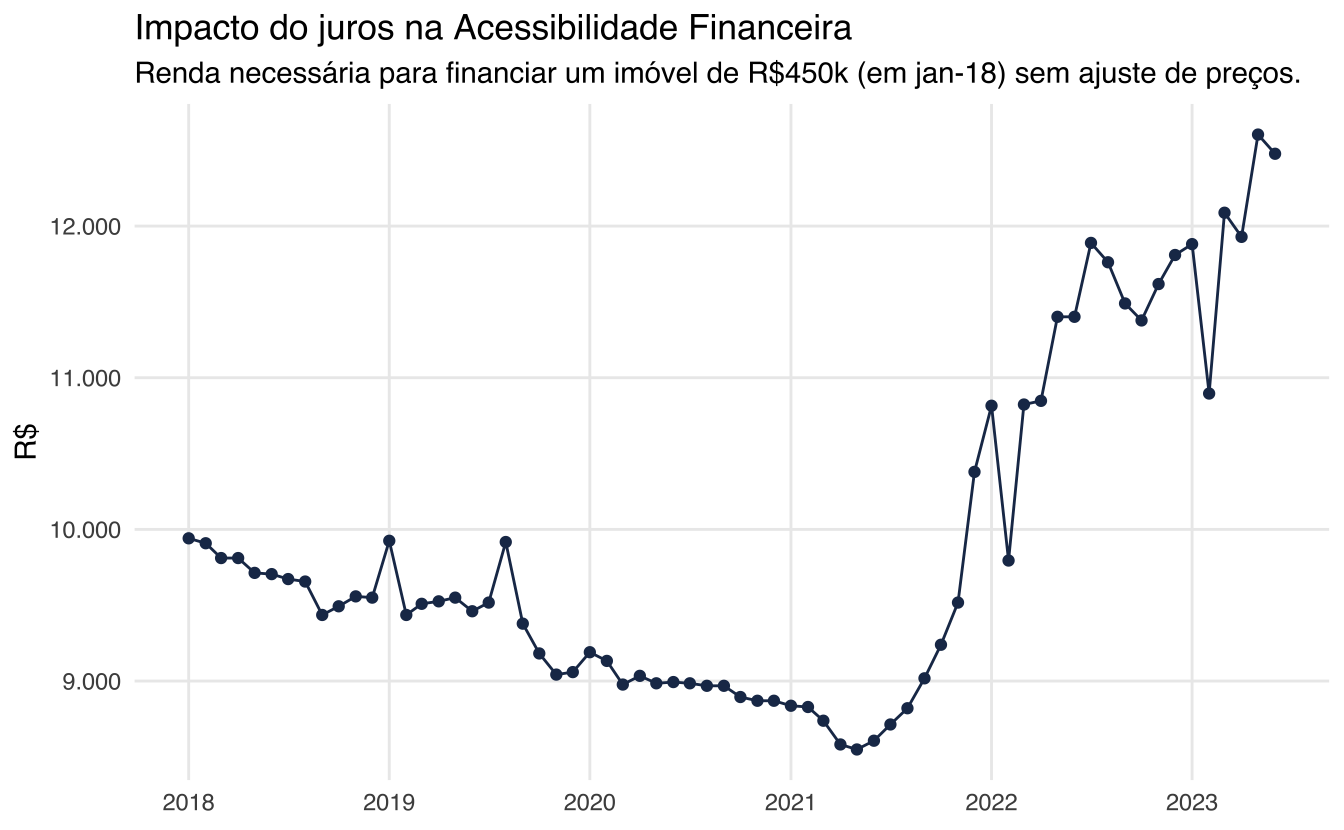 Impacto do juros na Acessibilidade Financeira
Renda necessária para financiar um imóvel de R$450k (em jan-18) sem ajuste de preços.
R$
12.000
11.000
10.000
9.000
2018 2019 2020 2021 2022 2023